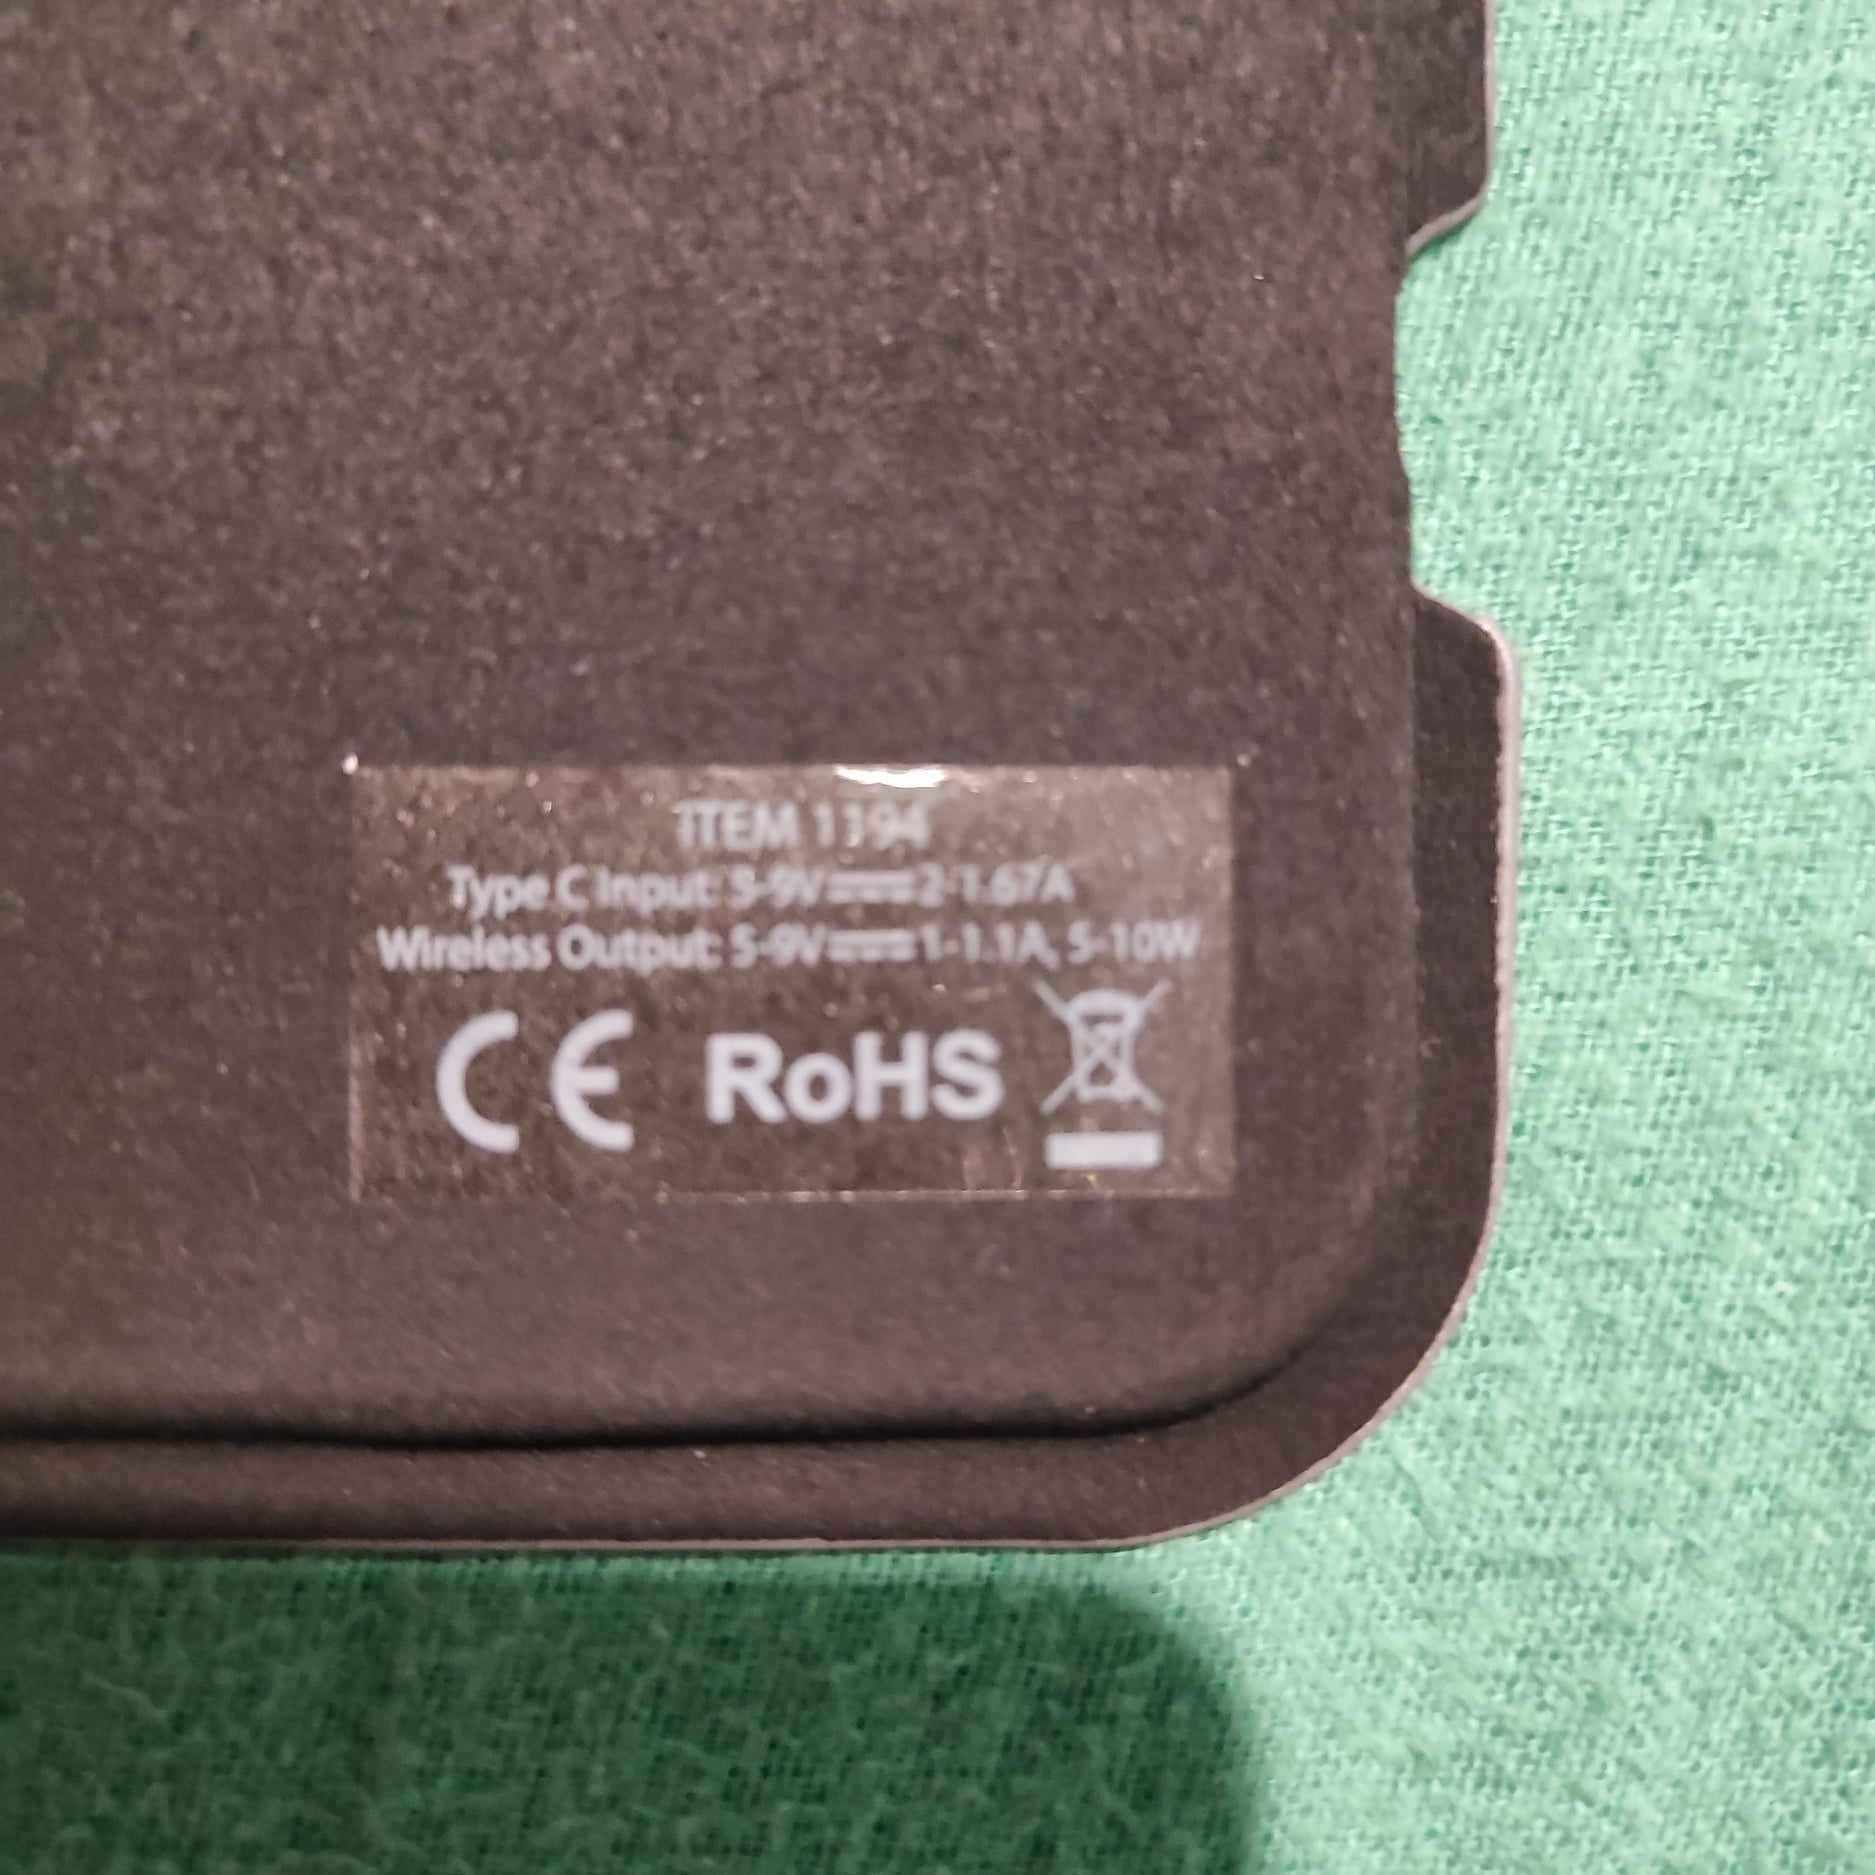 ITEM 1194
Type C Input: 5-9V⎓2-1.67A
Wireless Output: 5-9V⎓1-1.1A, 5-10W
CE RoHS